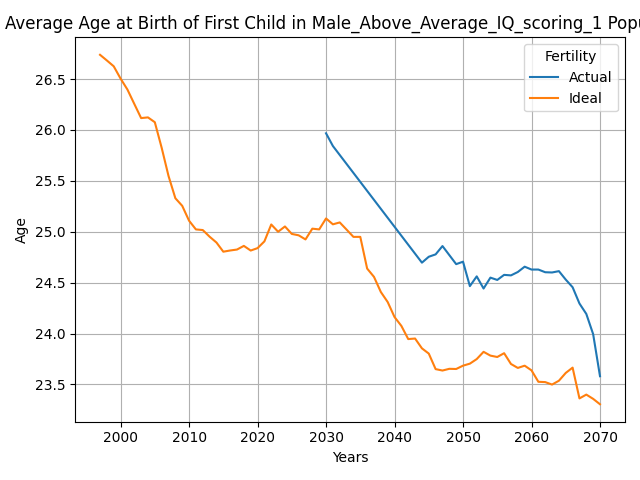 Average Age at Birth of First Child in Male_Above_Average_IQ_scoring_1
Fertility
Actual
Ideal
26.5
26.0
25.5
25.0
24.5
24.0
23.5
Age
2000 2010 2020 2030 2040 2050 2060 2070
Years